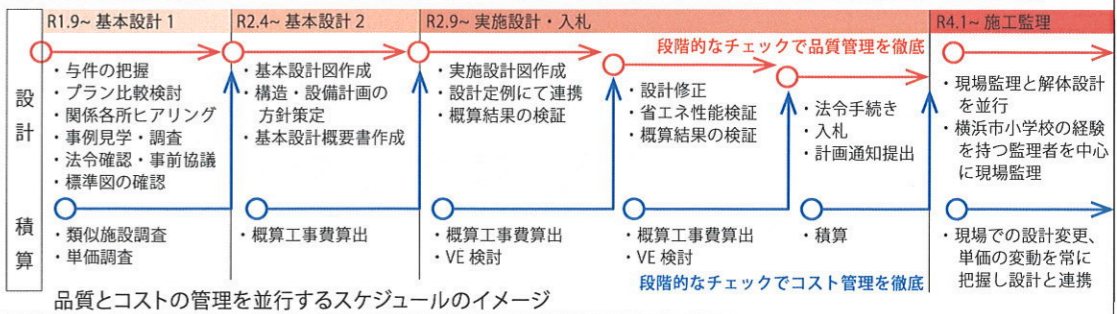 R1.9~ 基本設計 1
R2.4~ 基本設計 2
R2.9~ 実施設計・入札
R4.1~ 施工監理
設計
段階的なチェックで品質管理を徹底
・与件の把握
・プラン比較検討
・関係各所ヒアリング
・事例見学・調査
・法令確認・事前協議
・標準図の確認
・基本設計図作成
・構造・設備計画の
方針策定
・基本設計概要書作成
・実施設計図作成
・設計定例にて連携
・概算結果の検証
・設計修正
・省エネ性能検証
・概算結果の検証
・法令手続き
・入札
・計画通知提出
・現場監理と解体設計
を並行
・横浜市小学校の経験
を持つ監理者を中心
に現場監理
積算
・類似施設調査
・単価調査
・概算工事費算出
・概算工事費算出
・VE 検討
・概算工事費算出
・VE 検討
・積算
・現場での設計変更、
単価の変動を常に
把握し設計と連携
段階的なチェックでコスト管理を徹底
品質とコストの管理を並行するスケジュールのイメージ